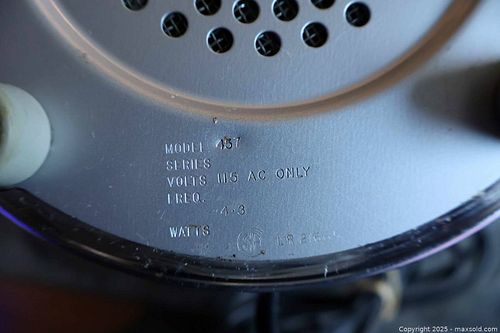 MODEL 437
SERIES
VOLTS 115 AC ONLY
FREQ.
4.3
WATTS
Copyright 2025 - maxsold.com